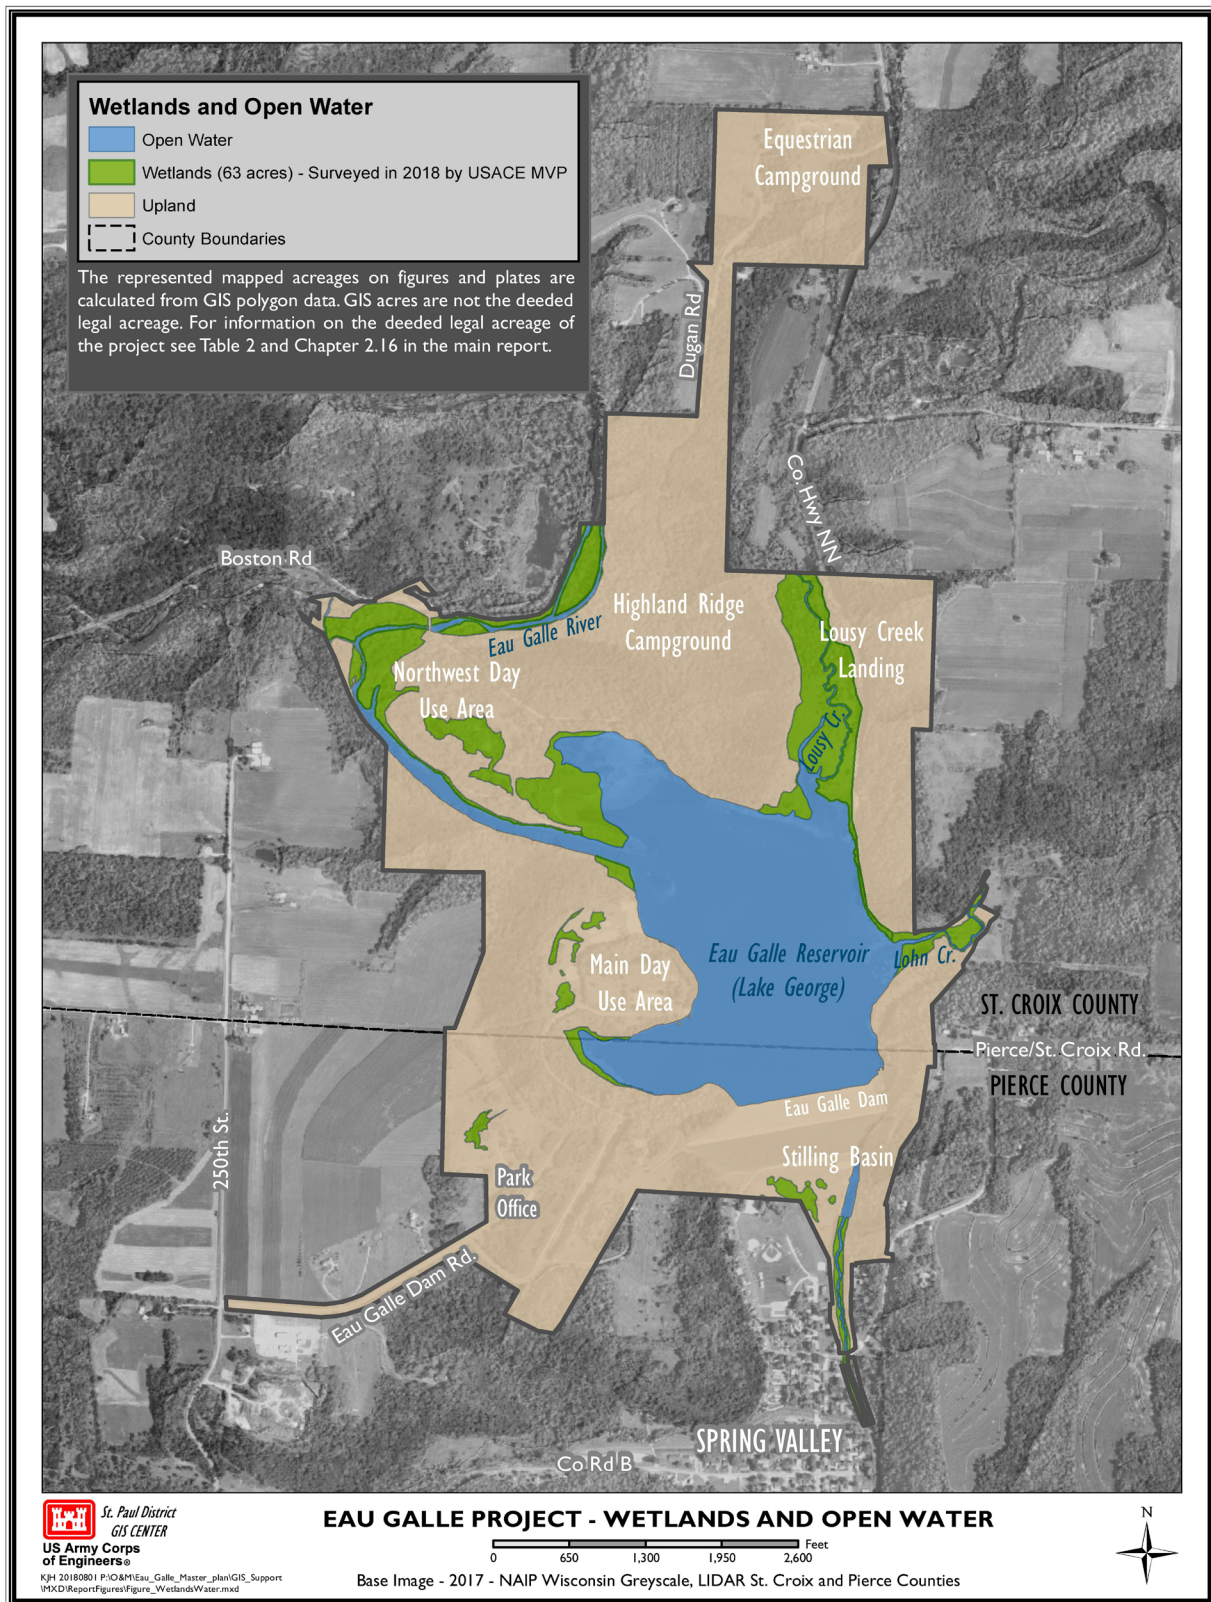 Wetlands and Open Water
Open Water
Wetlands (63 acres) - Surveyed in 2018 by USACE MVP
Upland
County Boundaries
The represented mapped acreages on figures and plates are
calculated from GIS polygon data. GIS acres are not the deeded
legal acreage. For information on the deeded legal acreage of
the project see Table 2 and Chapter 2.16 in the main report.
Equestrian
Campground
Dugan Rd
Co. Hwy NN
Boston Rd
Highland Ridge
Campground
Eau Galle River
Lousy Creek
Landing
Northwest Day
Use Area
Lousy Cr.
Eau Galle Reservoir
(Lake George)
Lohn Cr.
Main Day
Use Area
ST. CROIX COUNTY
Pierce/St. Croix Rd.
PIERCE COUNTY
Eau Galle Dam
250th St.
Stilling Basin
Park
Office
Eau Galle Dam Rd.
SPRING VALLEY
Co Rd B
St. Paul District
GIS CENTER
US Army Corps
of Engineers®
KJH 20180801 P:\O&M\Eau_Galle_Master_plan\GIS_Support
\MXD\ReportFigures\Figure_WetlandsWater.mxd
EAU GALLE PROJECT - WETLANDS AND OPEN WATER
Feet
0 650 1,300 1,950 2,600
Base Image - 2017 - NAIP Wisconsin Greyscale, LIDAR St. Croix and Pierce Counties
N